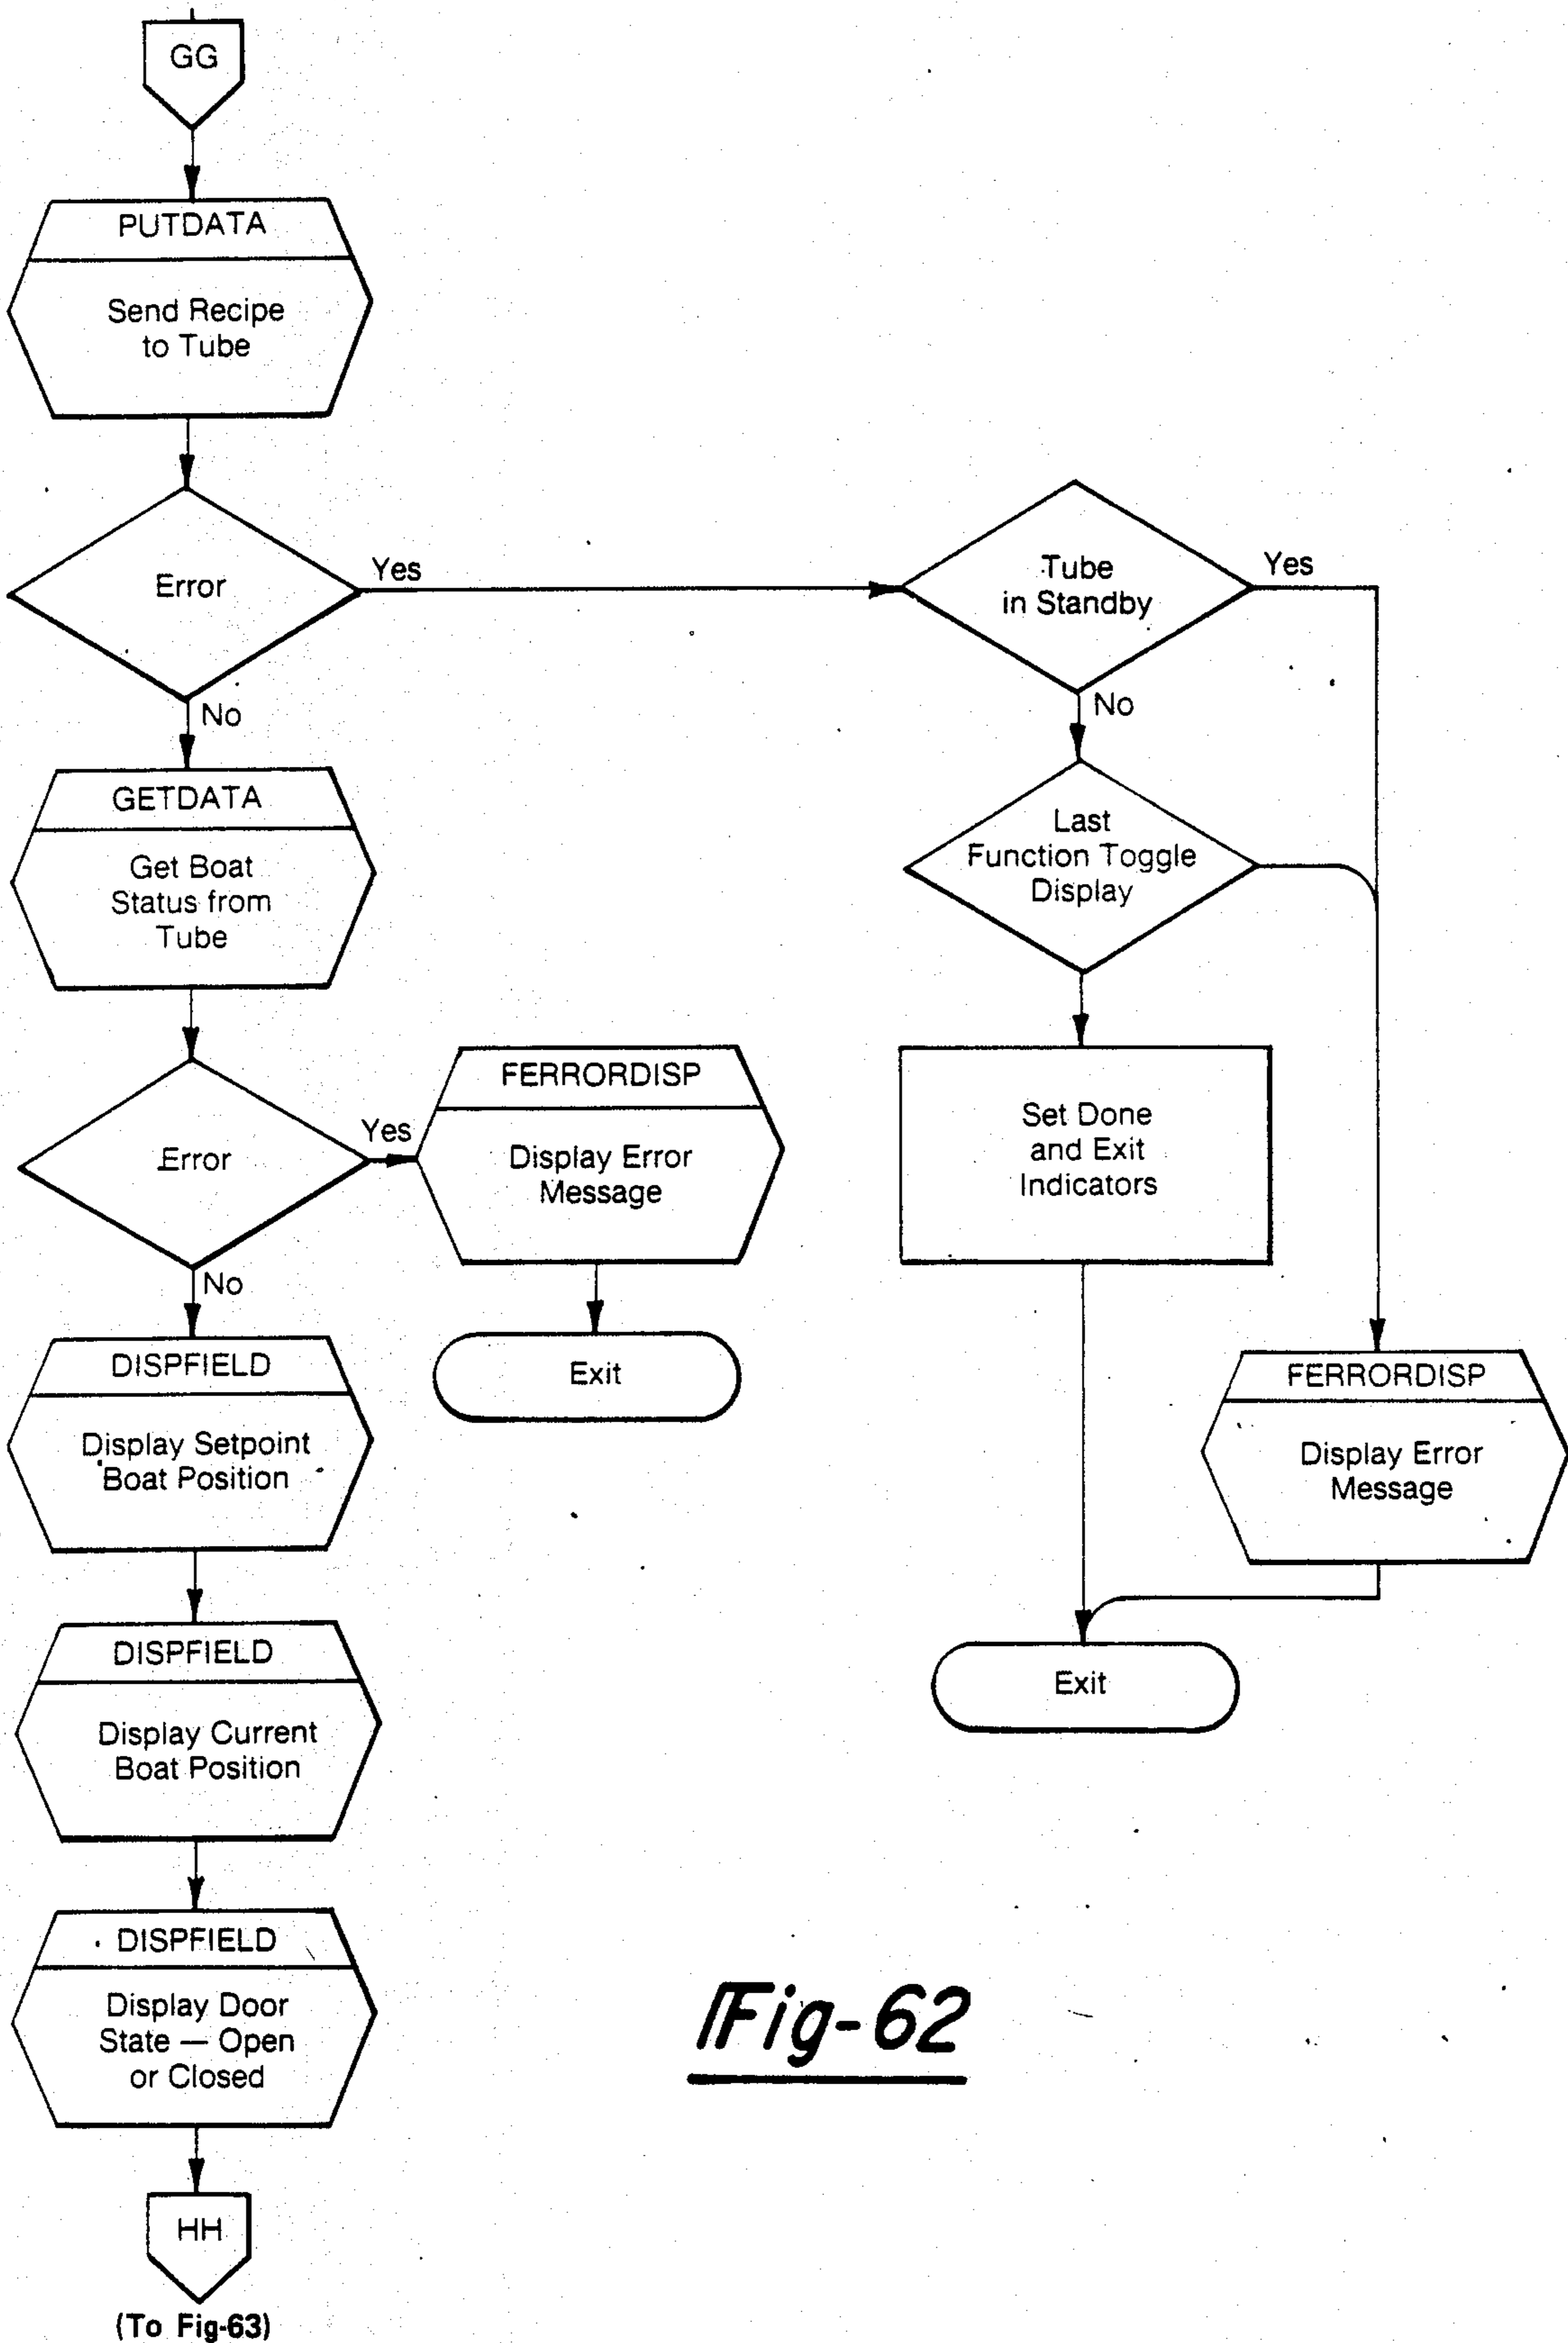 GG
PUTDATA
Send Recipe
to Tube
Error
Yes
No
Tube
in Standby
Yes
No
GETDATA
Get Boat
Status from
Tube
Last
Function Toggle
Display
Error
Yes
No
FERRORDISP
Display Error
Message
Exit
Set Done
and Exit
Indicators
DISPFIELD
Display Setpoint
Boat Position
FERRORDISP
Display Error
Message
Exit
DISPFIELD
Display Current
Boat Position
DISPFIELD
Display Door
State — Open
or Closed
HH
(To Fig-63)
Fig-62